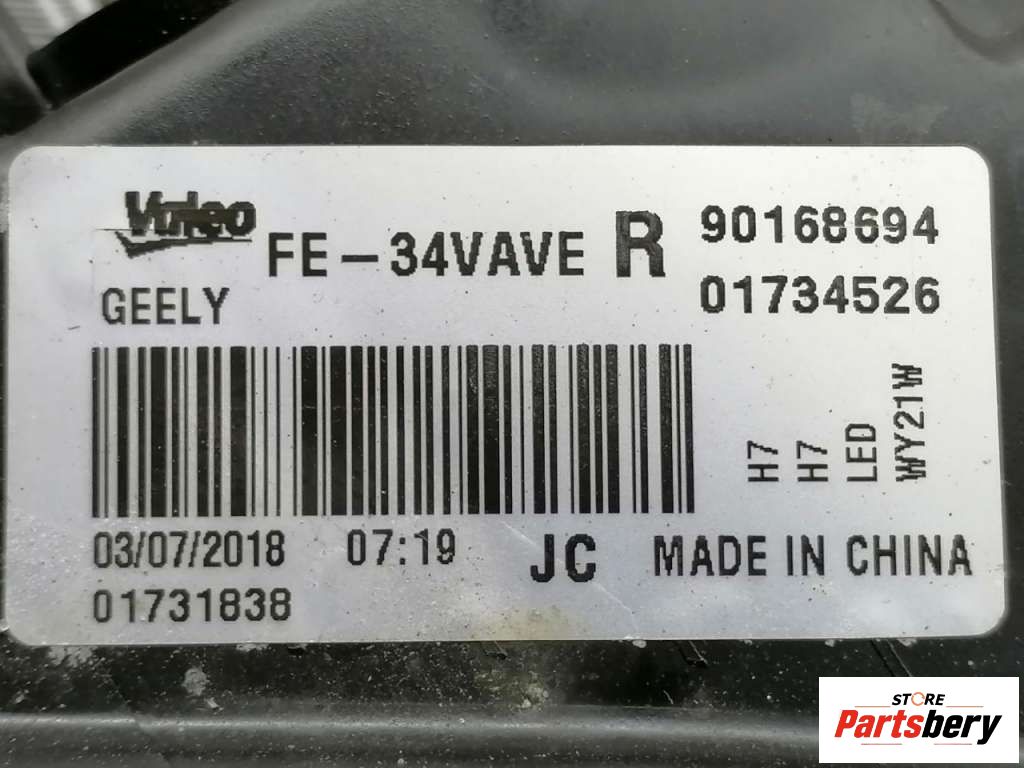 Valeo
FE-34VAVE R 90168694
01734526
GEELY
H7
H7
LED
WY21W
03/07/2018 07:19 JC MADE IN CHINA
01731838
STORE
Partsbery